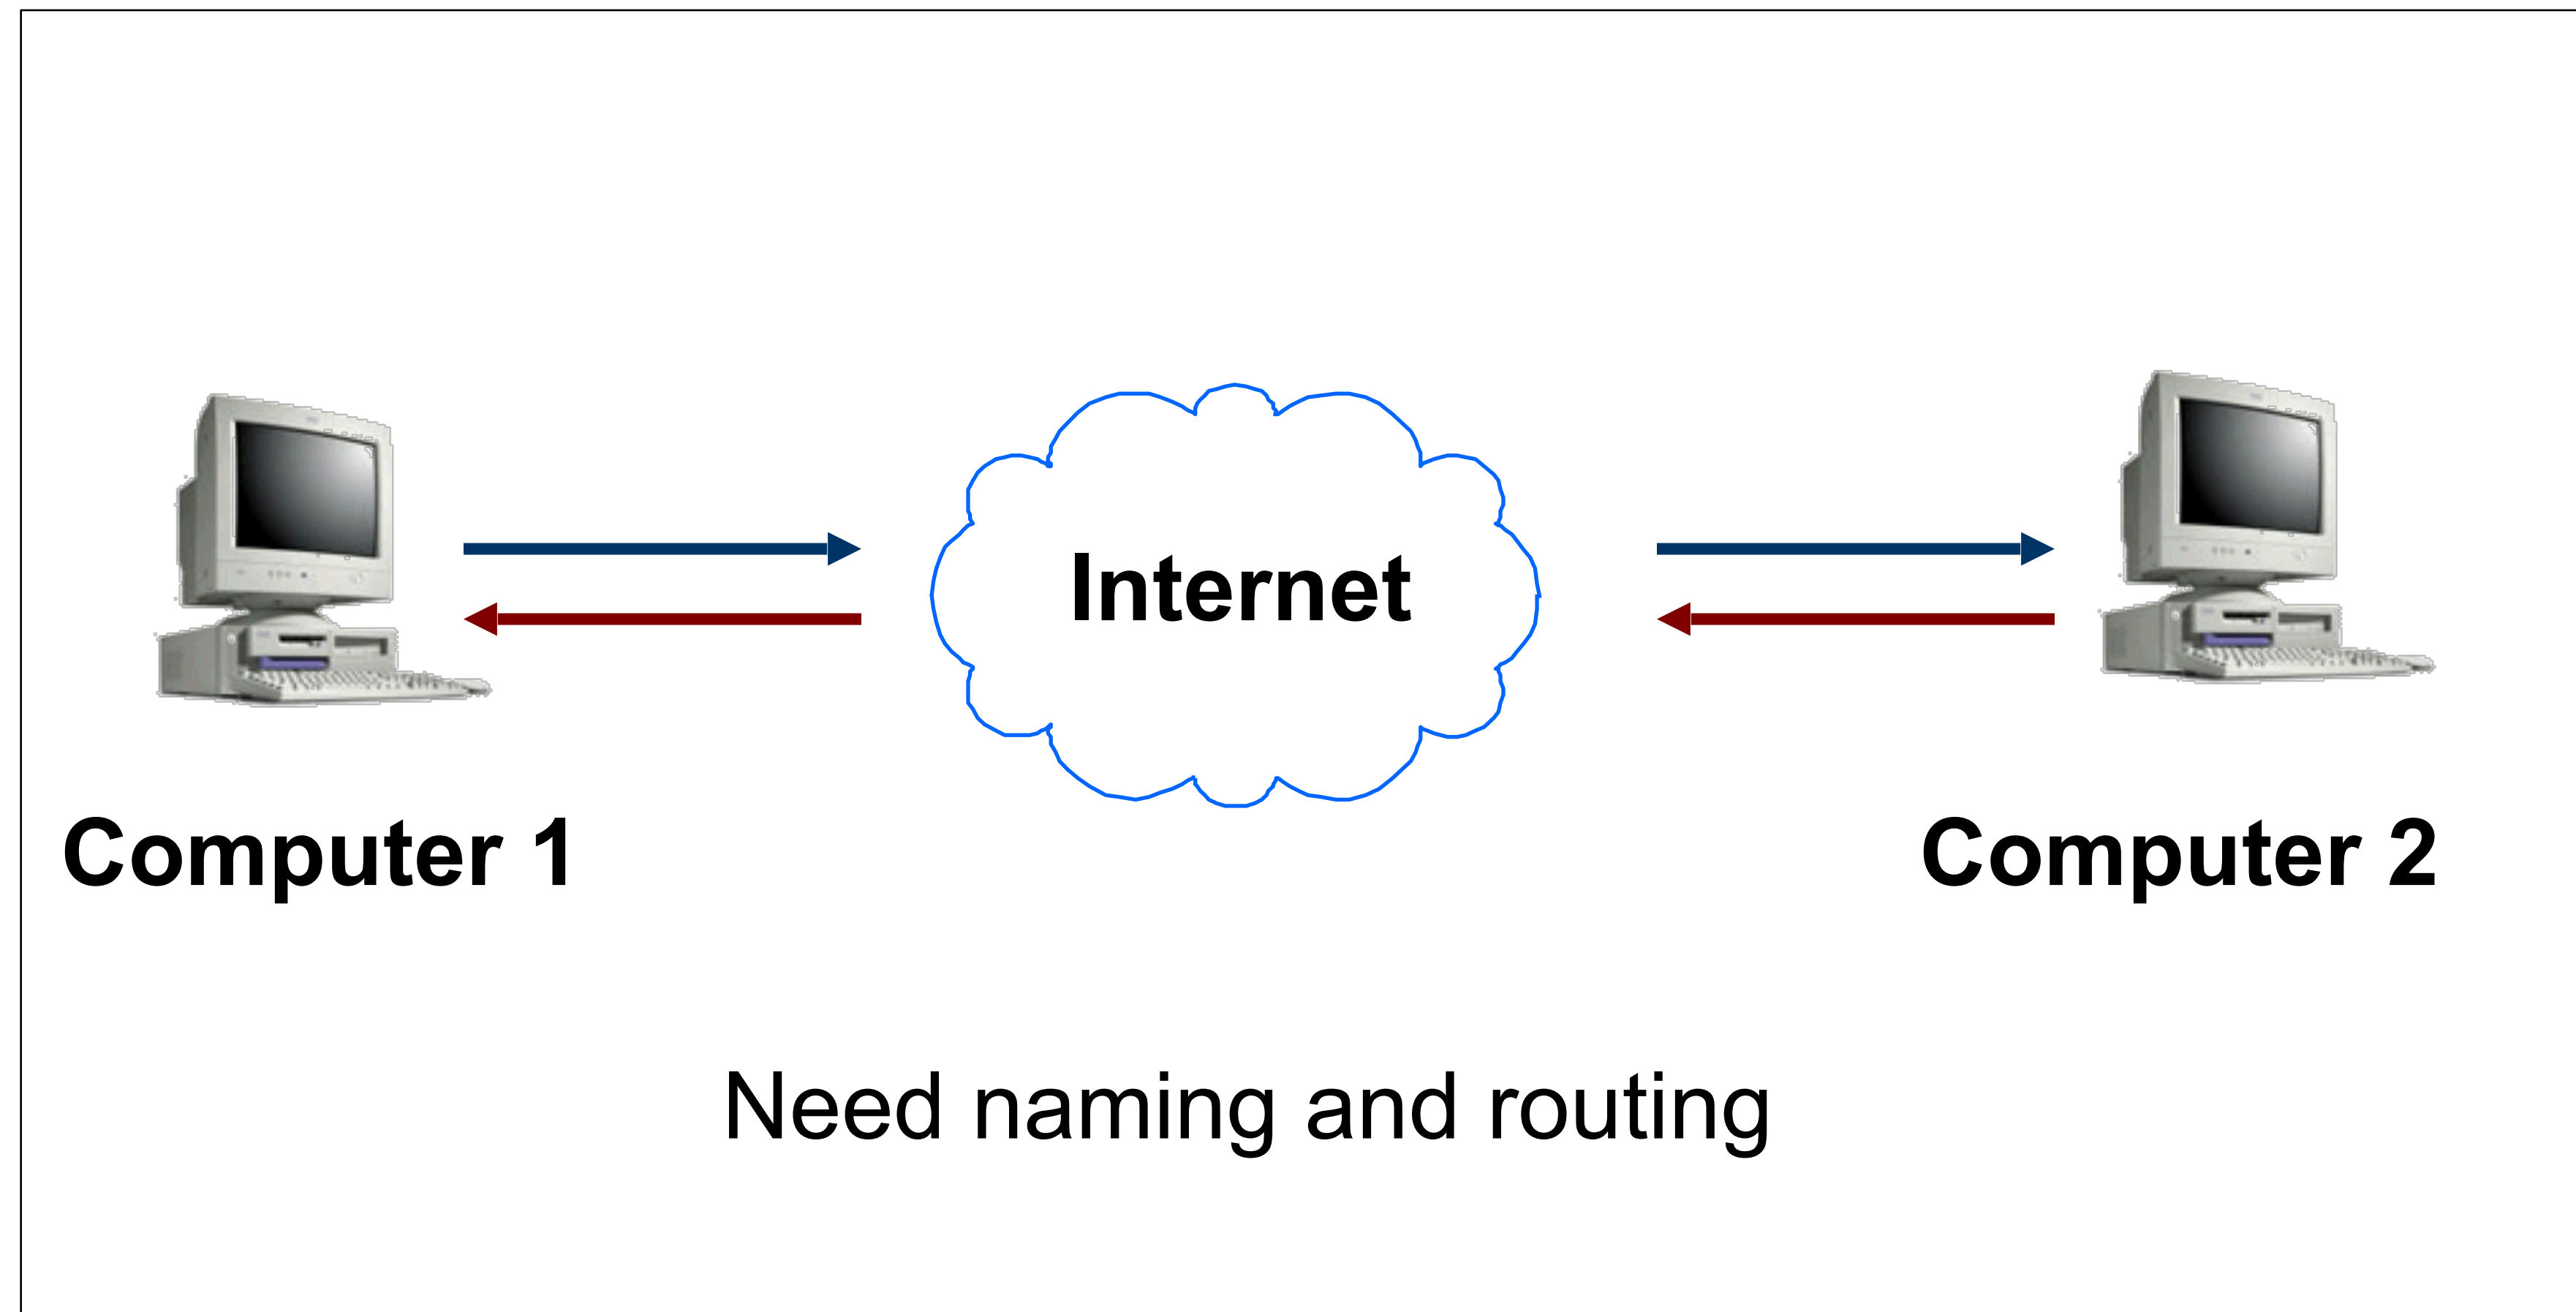 Internet
Computer 1
Computer 2
Need naming and routing